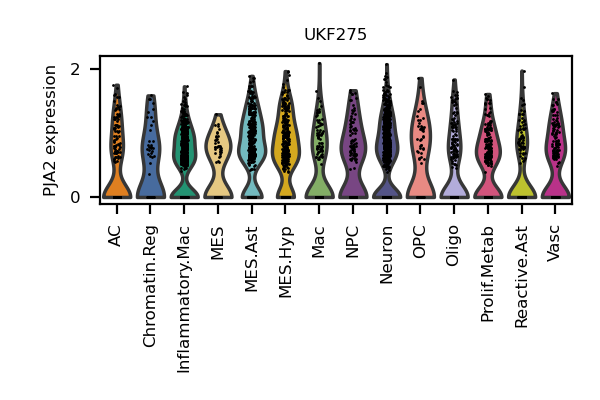 UKF275
PJA2 expression
2
0
AC
Chromatin.Reg
Inflammatory.Mac
MES
MES.Ast
MES.Hyp
Mac
NPC
Neuron
OPC
Oligo
Prolif.Metab
Reactive.Ast
Vasc